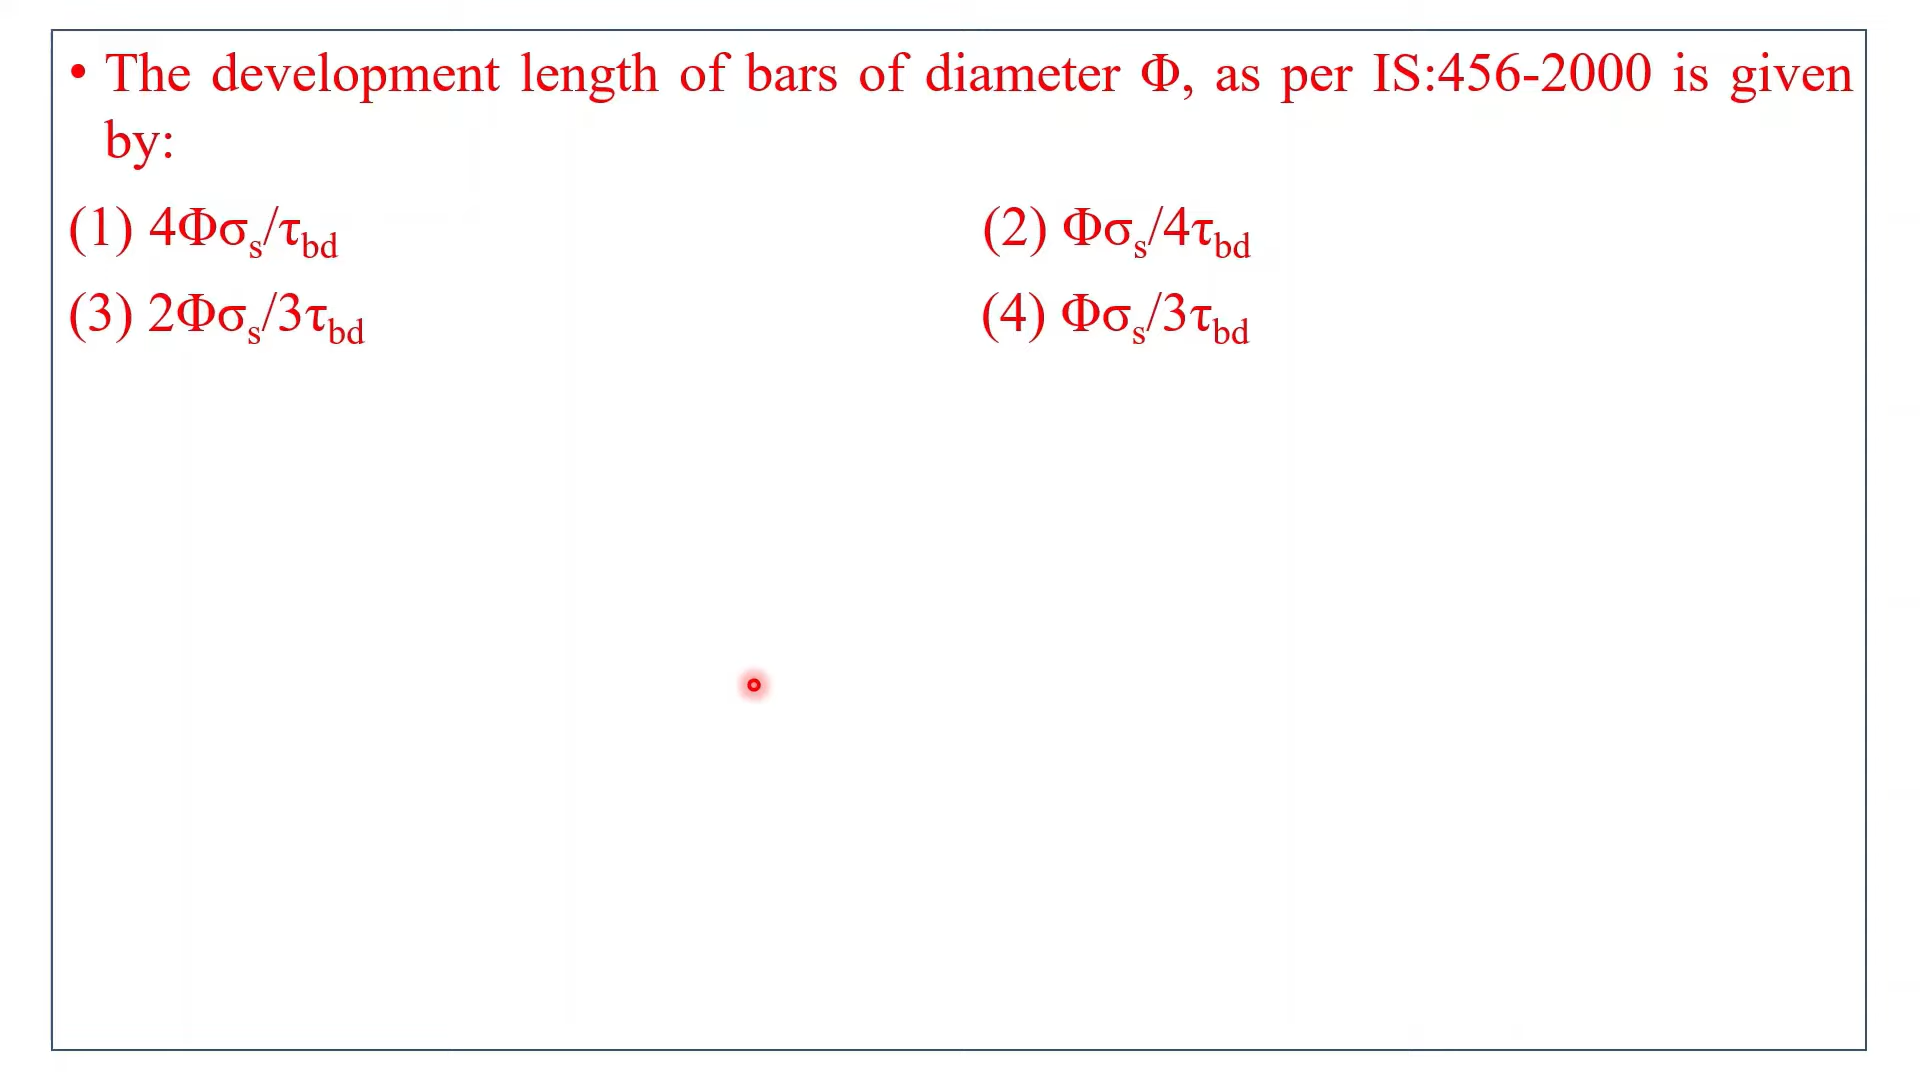 • The development length of bars of diameter Φ, as per IS:456-2000 is given
by:
(1) 4Φσₛ/τbd (2) Φσₛ/4τbd
(3) 2Φσₛ/3τbd (4) Φσₛ/3τbd